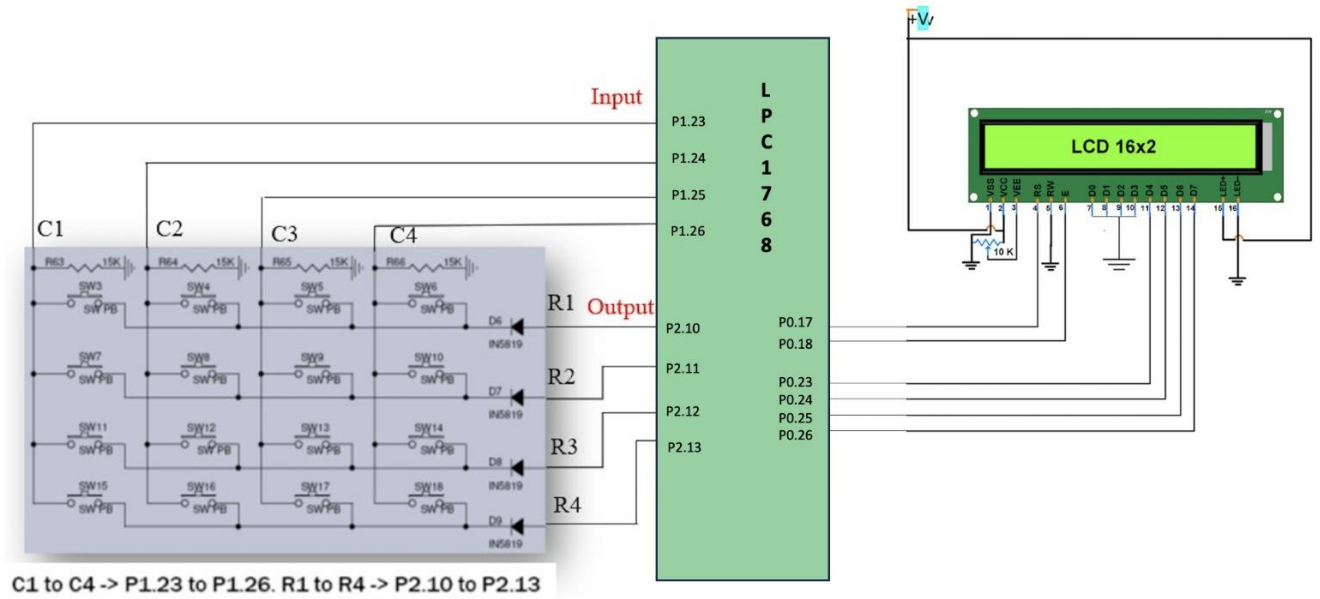 +V
Input
L
P
C
1
7
6
8
P1.23
P1.24
P1.25
P1.26
LCD 16x2
VSS VCC VEE RS RW E D0 D1 D2 D3 D4 D5 D6 D7 LED+ LED-
1 2 3 4 5 6 7 8 9 10 11 12 13 14 15 16
10 K
C1 C2 C3 C4
R63 15K R64 15K R65 15K R66 15K
SW3 SW4 SW5 SW6
SW PB SW PB SW PB SW PB
R1 Output
D6
IN5819
P2.10
P0.17
P0.18
SW7 SW8 SW9 SW10
SW PB SW PB SW PB SW PB
R2
D7
IN5819
P2.11
P0.23
P0.24
P0.25
P0.26
SW11 SW12 SW13 SW14
SW PB SW PB SW PB SW PB
R3
D8
IN5819
P2.12
P2.13
SW15 SW16 SW17 SW18
SW PB SW PB SW PB SW PB
R4
D9
IN5819
C1 to C4 -> P1.23 to P1.26. R1 to R4 -> P2.10 to P2.13